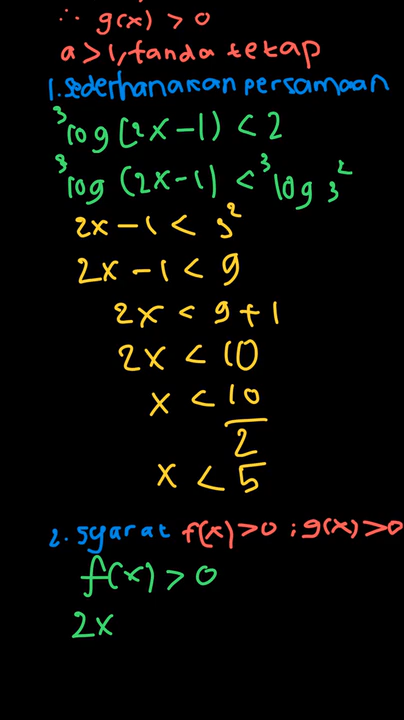 ∴ g(x) > 0
a > 1, tanda tetap
1. Sederhanakan persamaan
³log (2x − 1) < 2
³log (2x − 1) < ³log 3²
2x − 1 < 3²
2x − 1 < 9
2x < 9 + 1
2x < 10
x < 10/2
x < 5
2. Syarat f(x) > 0 ; g(x) > 0
f(x) > 0
2x